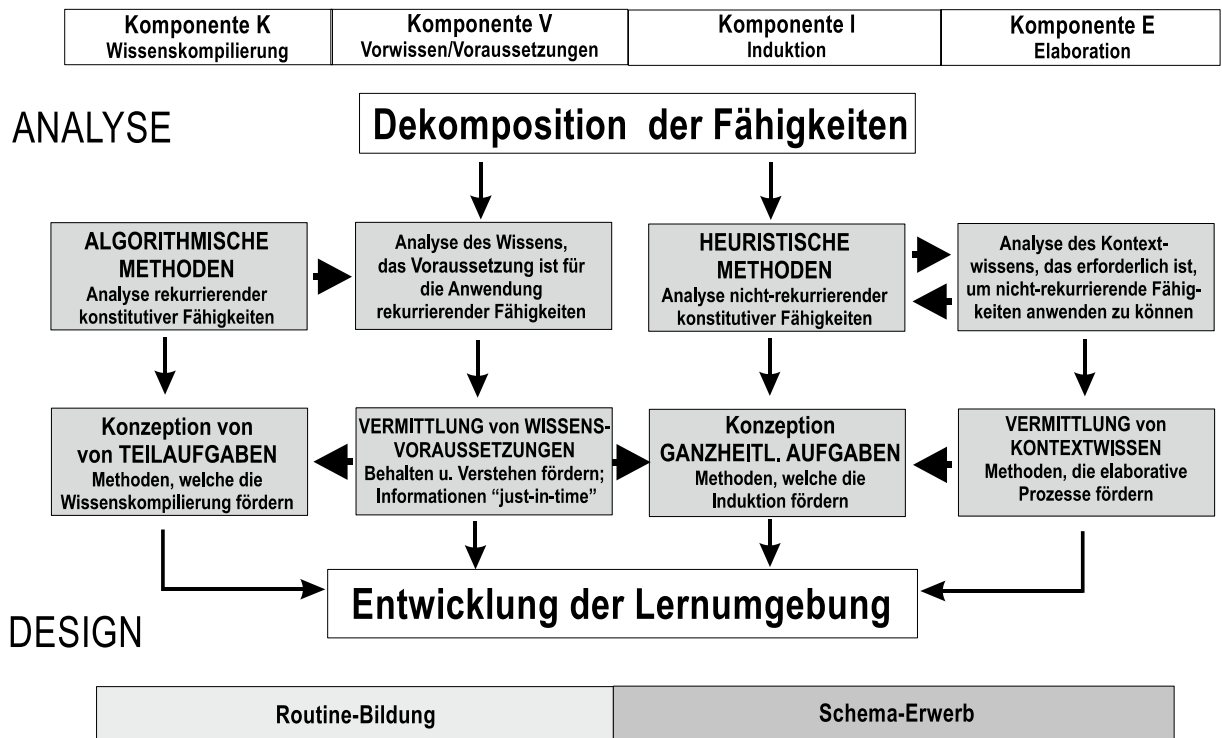 Komponente K
Wissenskompilierung
Komponente V
Vorwissen/Voraussetzungen
Komponente I
Induktion
Komponente E
Elaboration
ANALYSE
Dekomposition der Fähigkeiten
ALGORITHMISCHE
METHODEN
Analyse rekurrierender
konstitutiver Fähigkeiten
Analyse des Wissens,
das Voraussetzung ist für
die Anwendung
rekurrierender Fähigkeiten
HEURISTISCHE
METHODEN
Analyse nicht-rekurrierender
konstitutiver Fähigkeiten
Analyse des Kontext-
wissens, das erforderlich ist,
um nicht-rekurrierende Fähig-
keiten anwenden zu können
Konzeption von
von TEILAUFGABEN
Methoden, welche die
Wissenskompilierung fördern
VERMITTLUNG von WISSENS-
VORAUSSETZUNGEN
Behalten u. Verstehen fördern;
Informationen “just-in-time”
Konzeption
GANZHEITL. AUFGABEN
Methoden, welche die
Induktion fördern
VERMITTLUNG von
KONTEXTWISSEN
Methoden, die elaborative
Prozesse fördern
Entwicklung der Lernumgebung
DESIGN
Routine-Bildung
Schema-Erwerb